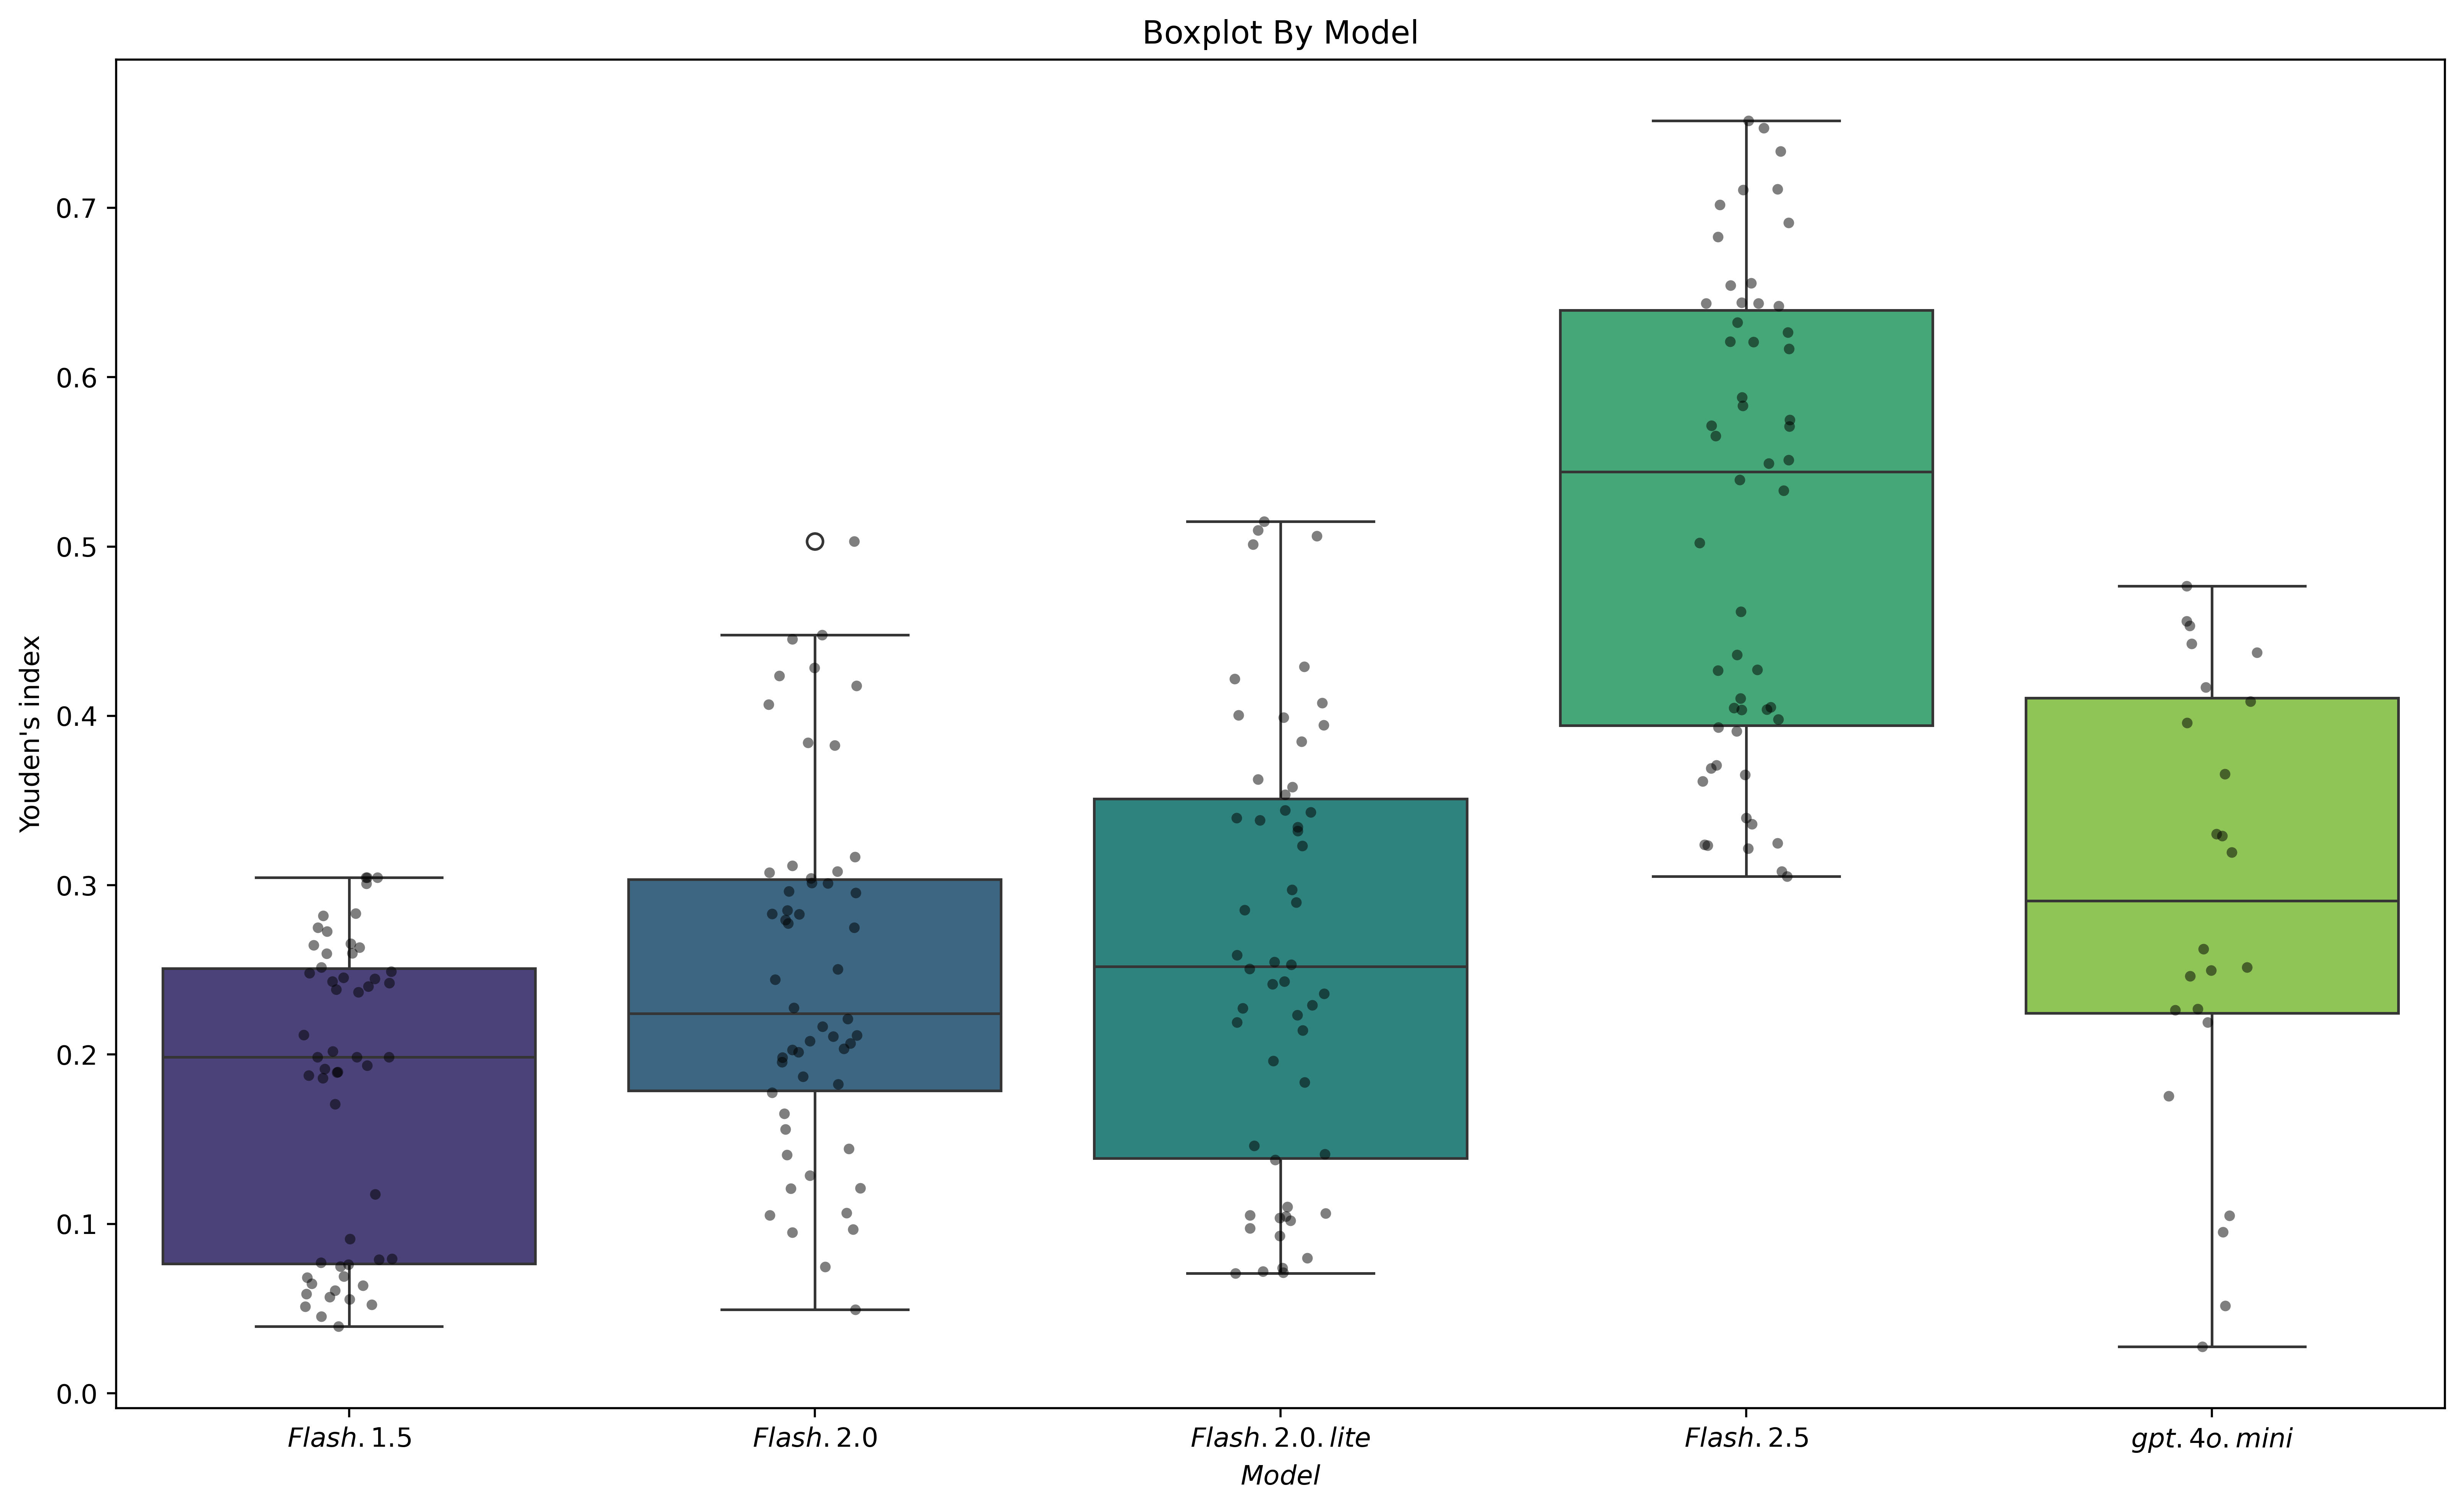 Boxplot By Model
Youden's index
0.7
0.6
0.5
0.4
0.3
0.2
0.1
0.0
Flash.1.5
Flash.2.0
Flash.2.0.lite
Flash.2.5
gpt.4o.mini
Model